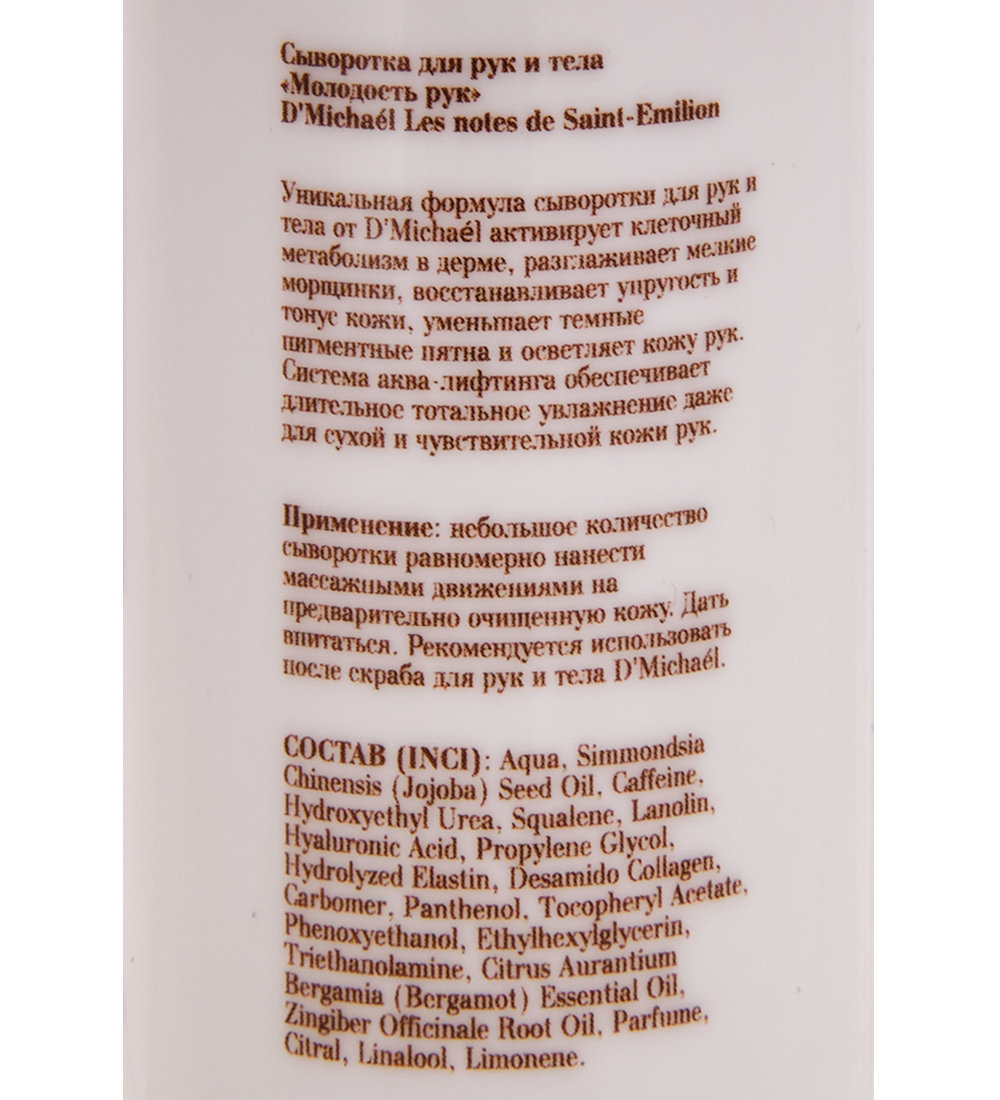 Сыворотка для рук и тела
«Молодость рук»
D'Michaél Les notes de Saint-Emilion
Уникальная формула сыворотки для рук и
тела от D'Michaél активирует клеточный
метаболизм в дерме, разглаживает мелкие
морщинки, восстанавливает упругость и
тонус кожи, уменьшает темные
пигментные пятна и осветляет кожу рук.
Система аква-лифтинга обеспечивает
длительное тотальное увлажнение даже
для сухой и чувствительной кожи рук.
Применение: небольшое количество
сыворотки равномерно нанести
массажными движениями на
предварительно очищенную кожу. Дать
впитаться. Рекомендуется использовать
после скраба для рук и тела D'Michaél.
СОСТАВ (INCI): Aqua, Simmondsia
Chinensis (Jojoba) Seed Oil, Caffeine,
Hydroxyethyl Urea, Squalene, Lanolin,
Hyaluronic Acid, Propylene Glycol,
Hydrolyzed Elastin, Desamido Collagen,
Carbomer, Panthenol, Tocopheryl Acetate,
Phenoxyethanol, Ethylhexylglycerin,
Triethanolamine, Citrus Aurantium
Bergamia (Bergamot) Essential Oil,
Zingiber Officinale Root Oil, Parfume,
Citral, Linalool, Limonene.